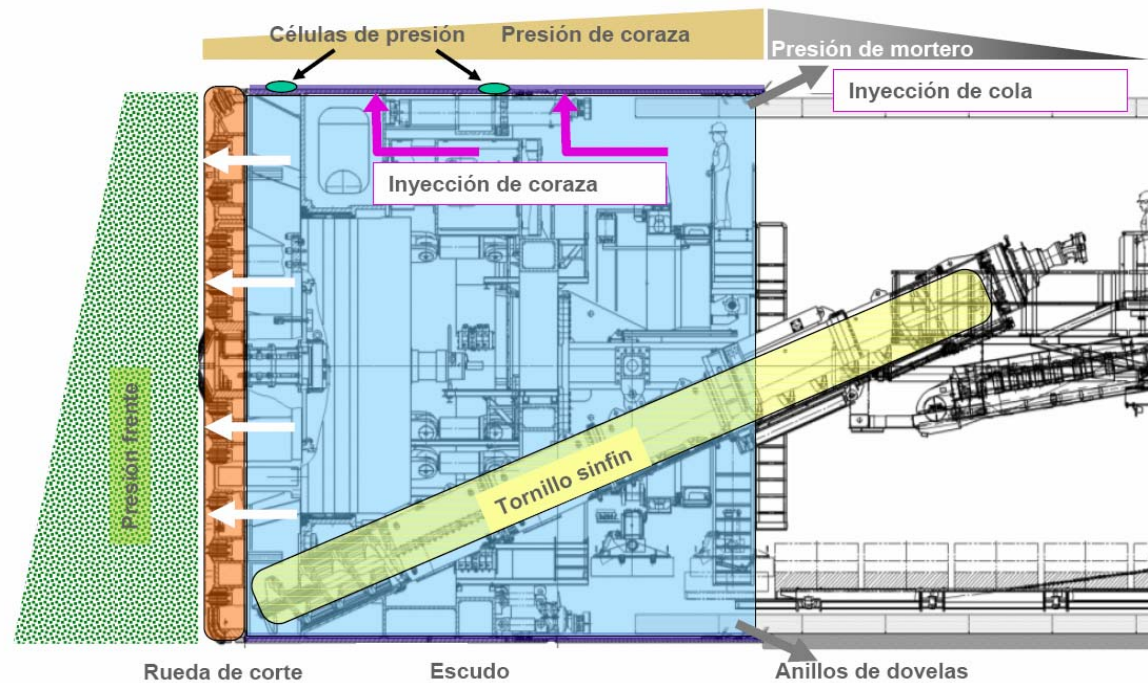 Células de presión
Presión de coraza
Presión de mortero
Inyección de cola
Inyección de coraza
Presión frente
Tornillo sinfin
Rueda de corte
Escudo
Anillos de dovelas